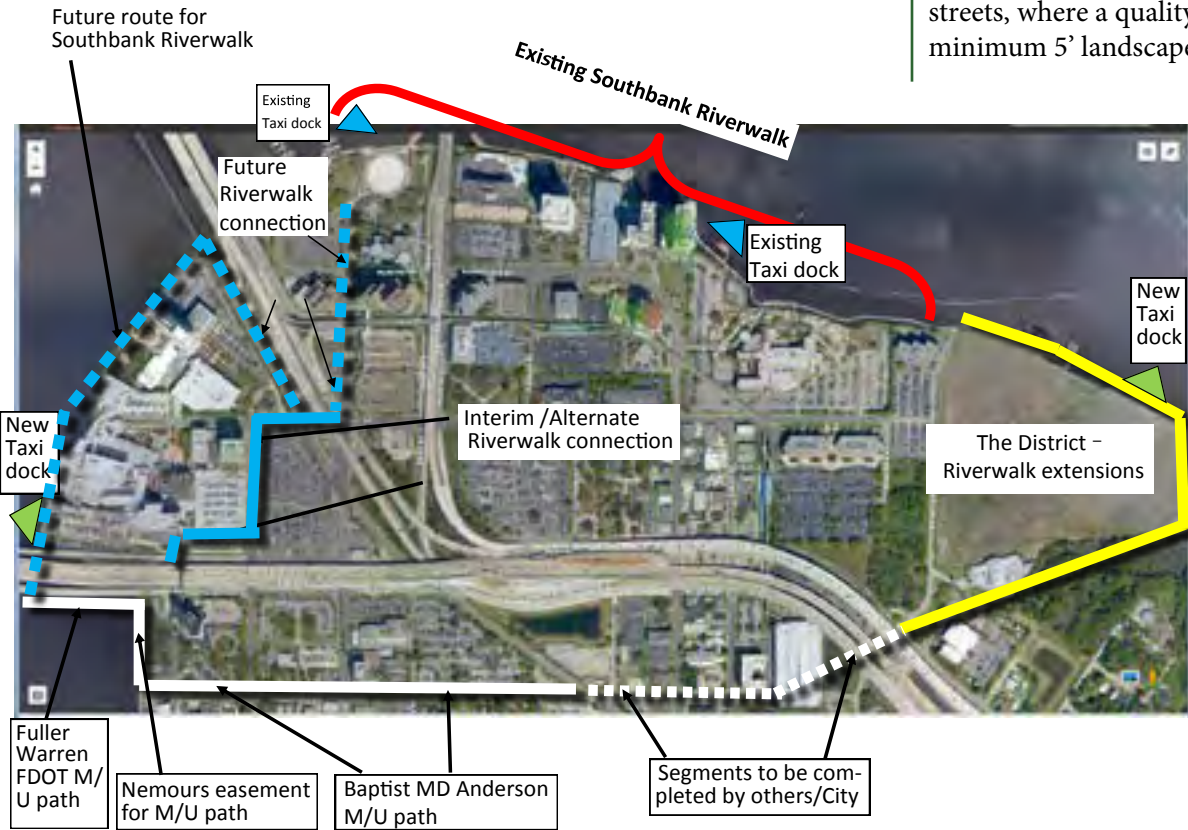 Future route for
Southbank Riverwalk
streets, where a quality
minimum 5’ landscape
Existing Southbank Riverwalk
Existing
Taxi dock
Future
Riverwalk
connection
Existing
Taxi dock
New
Taxi
dock
New
Taxi
dock
Interim /Alternate
Riverwalk connection
The District –
Riverwalk extensions
Fuller
Warren
FDOT M/
U path
Nemours easement
for M/U path
Baptist MD Anderson
M/U path
Segments to be com-
pleted by others/City